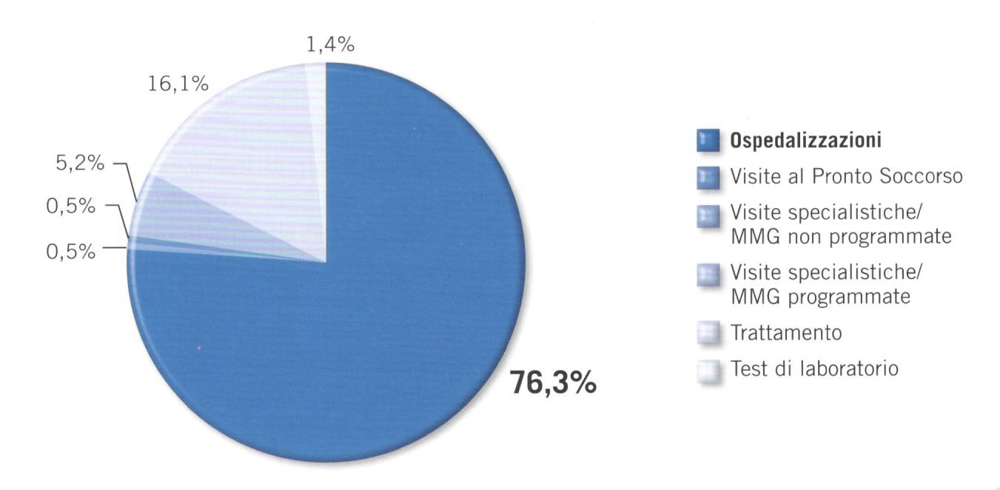 1,4%
16,1%
5,2%
0,5%
0,5%
76,3%
Ospedalizzazioni
Visite al Pronto Soccorso
Visite specialistiche/
MMG non programmate
Visite specialistiche/
MMG programmate
Trattamento
Test di laboratorio